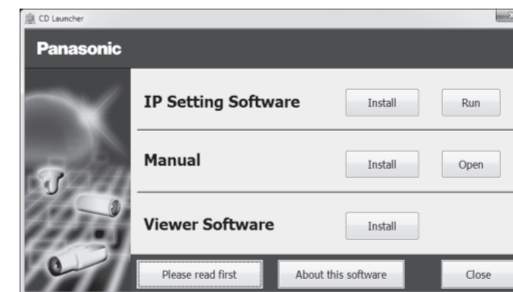 CD Launcher
Panasonic
IP Setting Software Install Run
Manual Install Open
Viewer Software Install
Please read first About this software Close